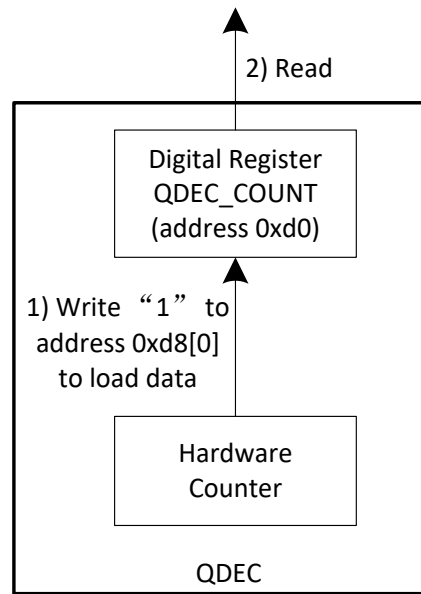 2) Read
Digital Register
QDEC_COUNT
(address 0xd0)
1) Write “1” to
address 0xd8[0]
to load data
Hardware
Counter
QDEC